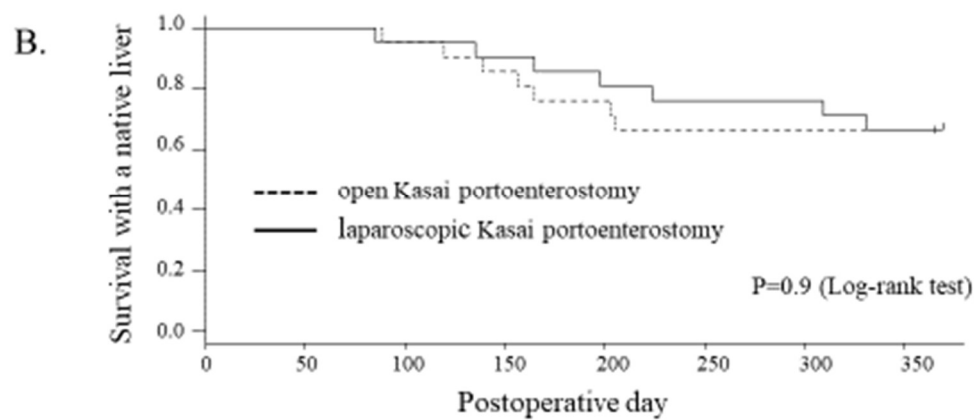 B.
Survival with a native liver
1.0
0.8
0.6
0.4
0.2
0.0
open Kasai portoenterostomy
laparoscopic Kasai portoenterostomy
P=0.9 (Log-rank test)
0 50 100 150 200 250 300 350
Postoperative day